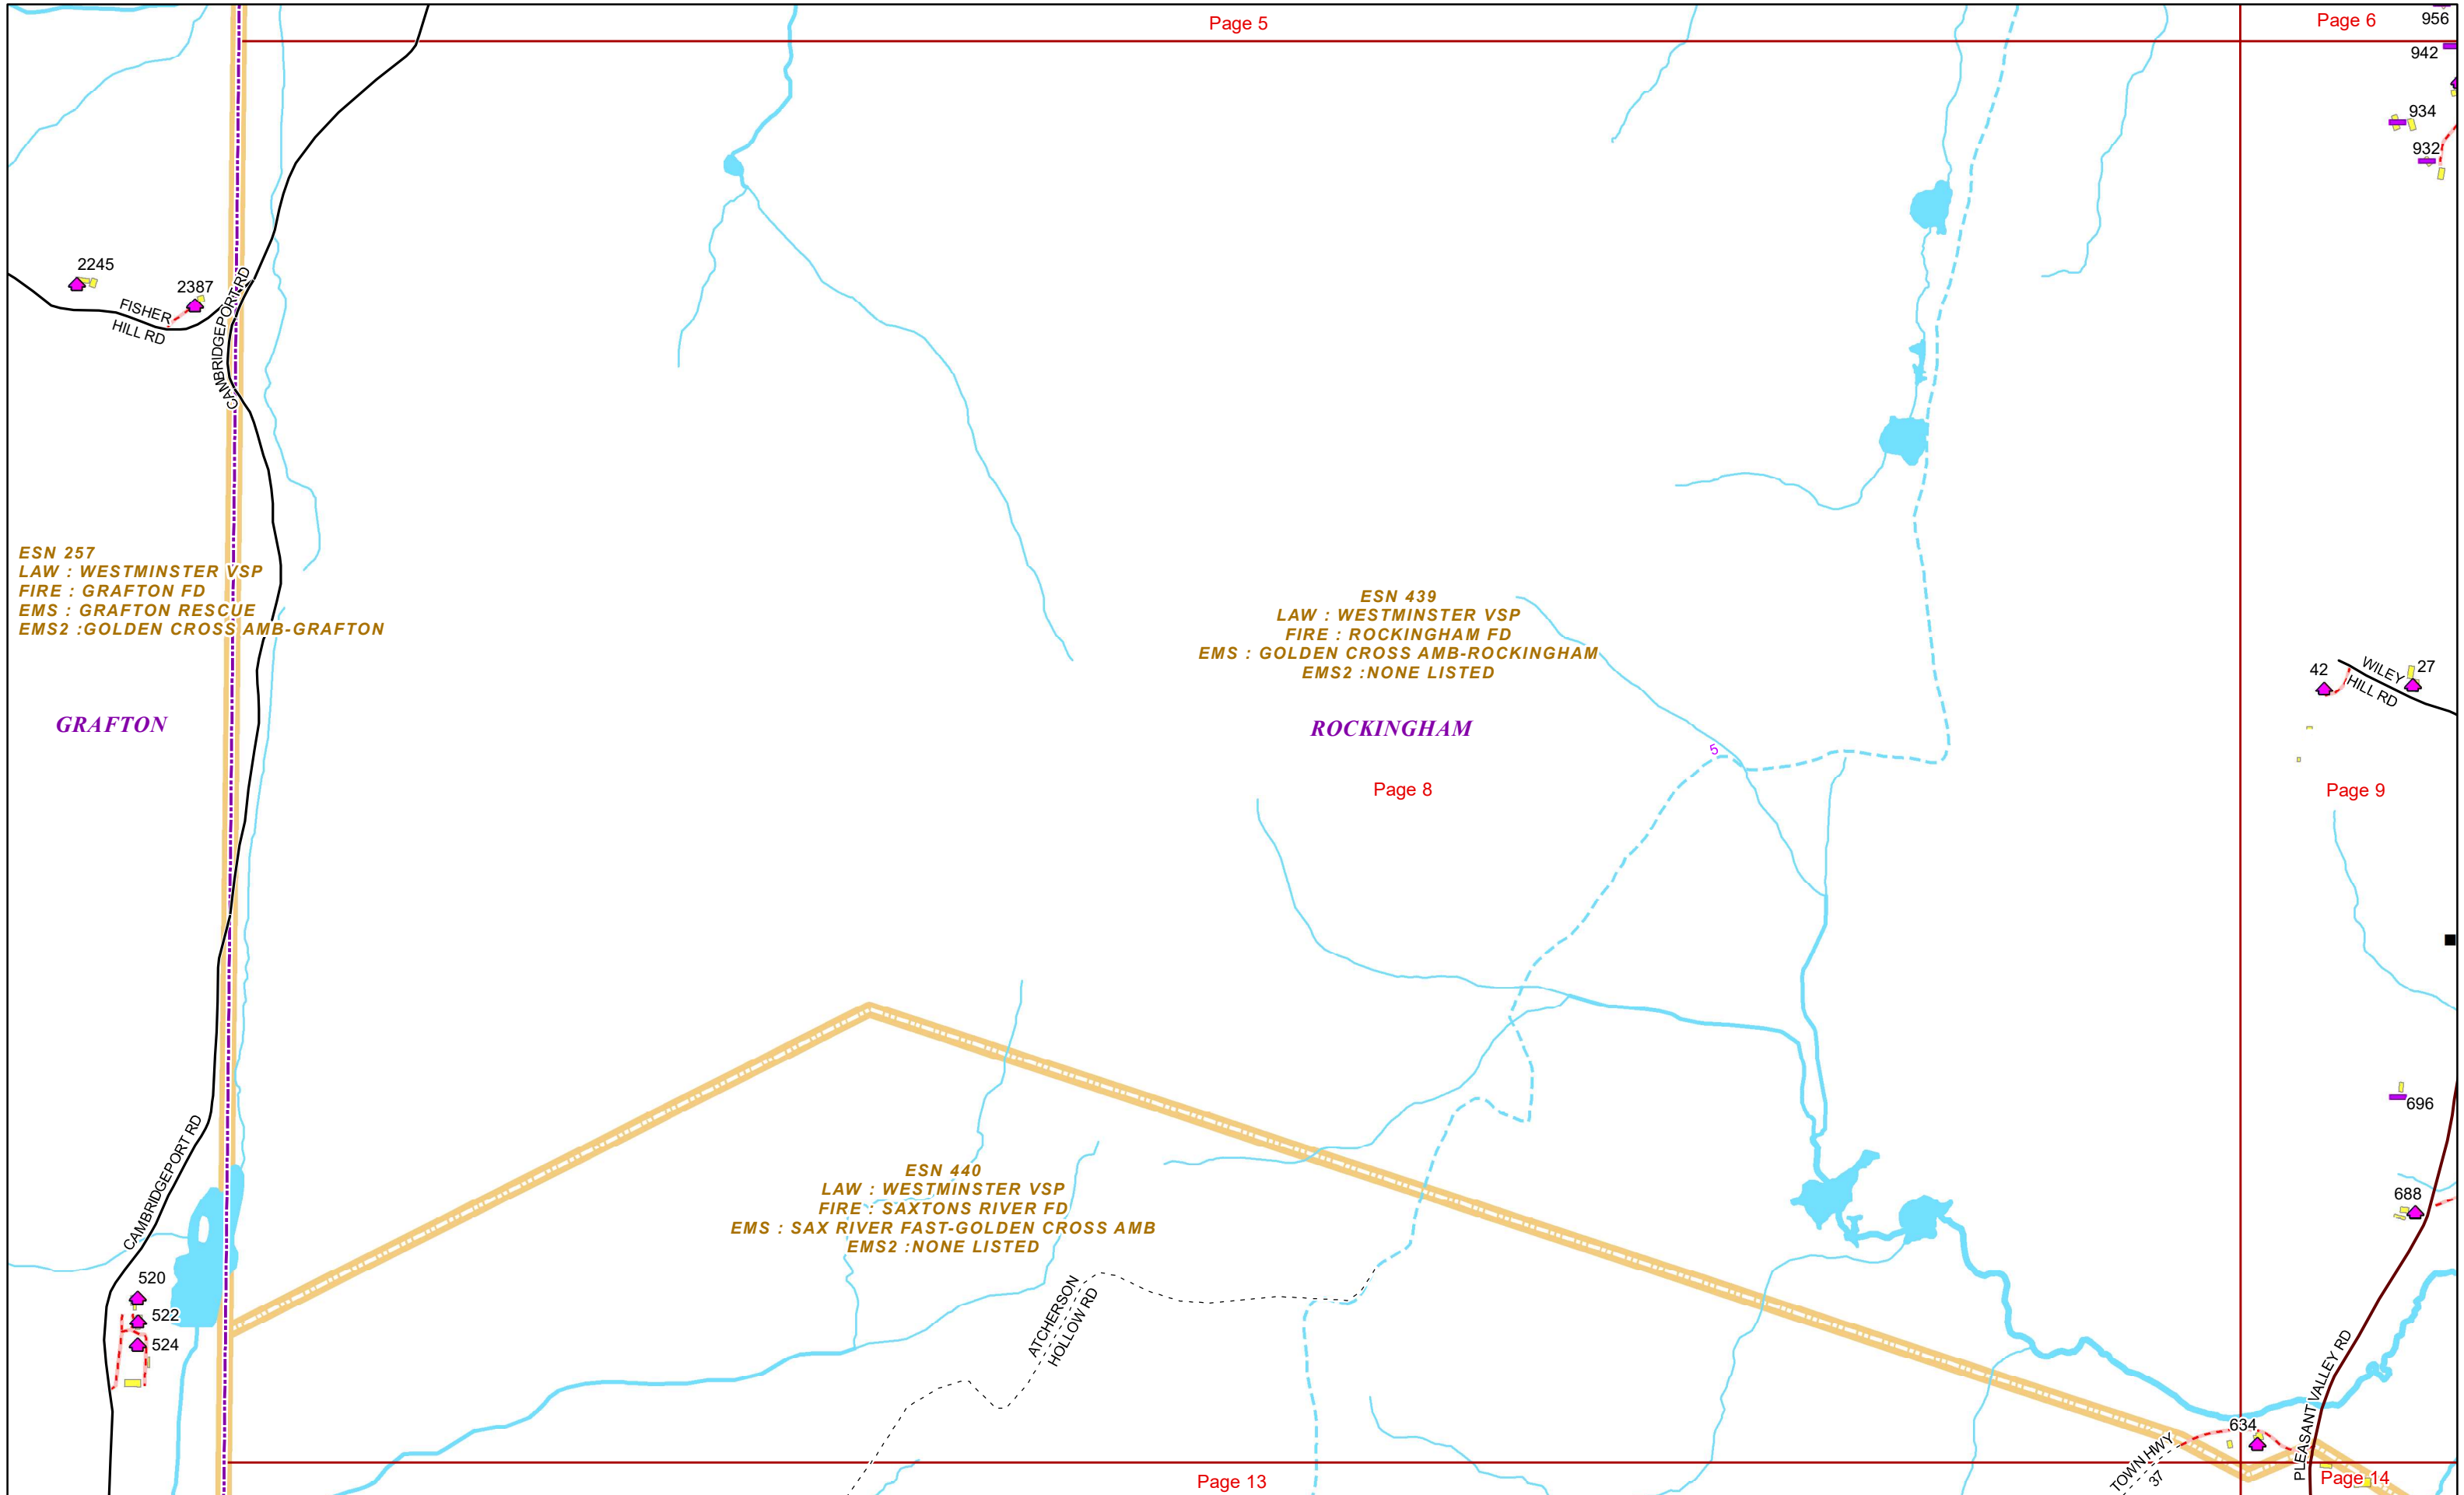 Page 5
Page 6
956
942
934
932
2245
2387
FISHER
HILL RD
CAMBRIDGEPORT RD
ESN 257
LAW : WESTMINSTER VSP
FIRE : GRAFTON FD
EMS : GRAFTON RESCUE
EMS2 :GOLDEN CROSS AMB-GRAFTON
ESN 439
LAW : WESTMINSTER VSP
FIRE : ROCKINGHAM FD
EMS : GOLDEN CROSS AMB-ROCKINGHAM
EMS2 :NONE LISTED
42
WILEY
HILL RD
27
GRAFTON
ROCKINGHAM
5
Page 8
Page 9
696
CAMBRIDGEPORT RD
ESN 440
LAW : WESTMINSTER VSP
FIRE : SAXTONS RIVER FD
EMS : SAX RIVER FAST-GOLDEN CROSS AMB
EMS2 :NONE LISTED
688
520
522
524
ATCHERSON
HOLLOW RD
PLEASANT VALLEY RD
634
TOWN HWY
37
Page 13
Page 14